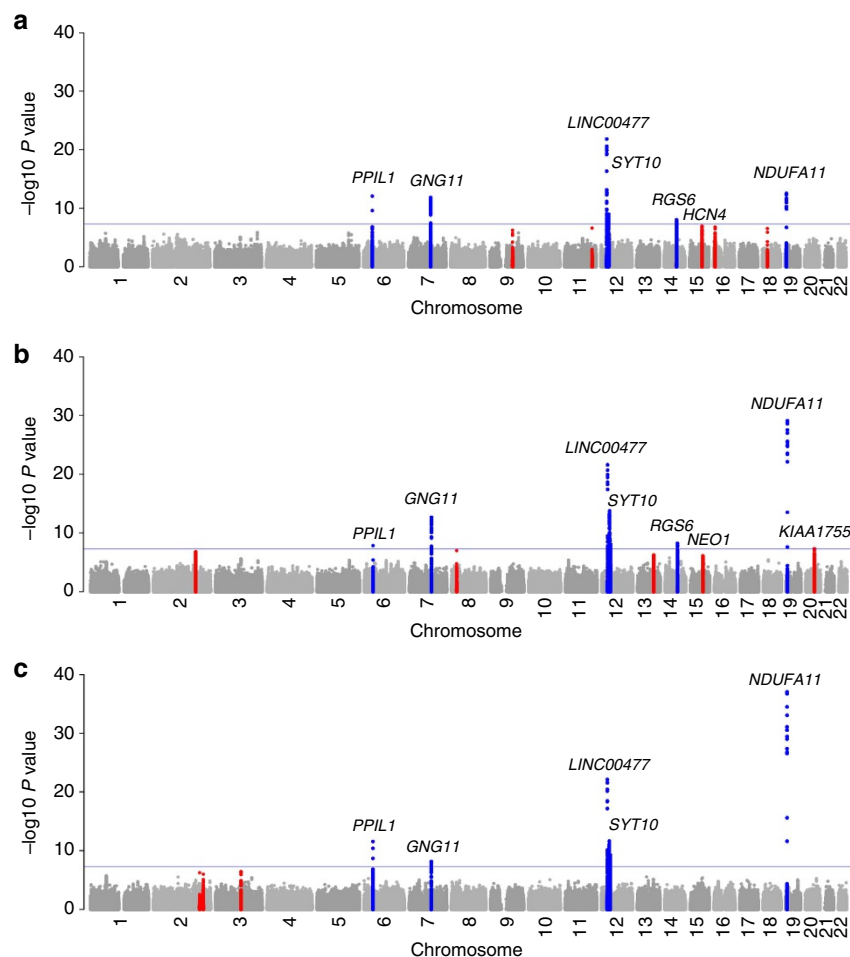 a
40
30
20
10
0
–log10 P value
LINC00477
SYT10
PPIL1
GNG11
NDUFA11
RGS6
HCN4
1 2 3 4 5 6 7 8 9 10 11 12 13 14 15 16 17 18 19 20 21 22
Chromosome
b
40
30
20
10
0
–log10 P value
NDUFA11
LINC00477
GNG11
SYT10
PPIL1
RGS6
NEO1
KIAA1755
1 2 3 4 5 6 7 8 9 10 11 12 13 14 15 16 17 18 19 20 21 22
Chromosome
c
40
30
20
10
0
–log10 P value
NDUFA11
LINC00477
PPIL1
SYT10
GNG11
1 2 3 4 5 6 7 8 9 10 11 12 13 14 15 16 17 18 19 20 21 22
Chromosome